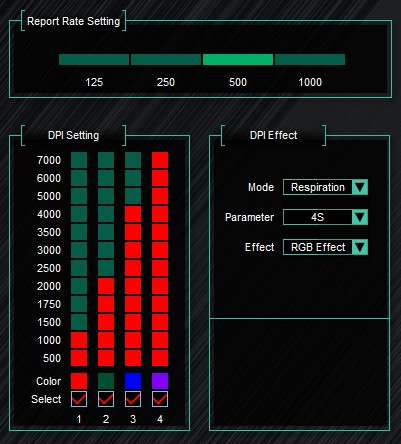 Report Rate Setting
125 250 500 1000
DPI Setting
7000
6000
5000
4000
3500
3000
2500
2000
1750
1500
1000
500
Color
Select
1 2 3 4
DPI Effect
Mode Respiration
Parameter 4S
Effect RGB Effect